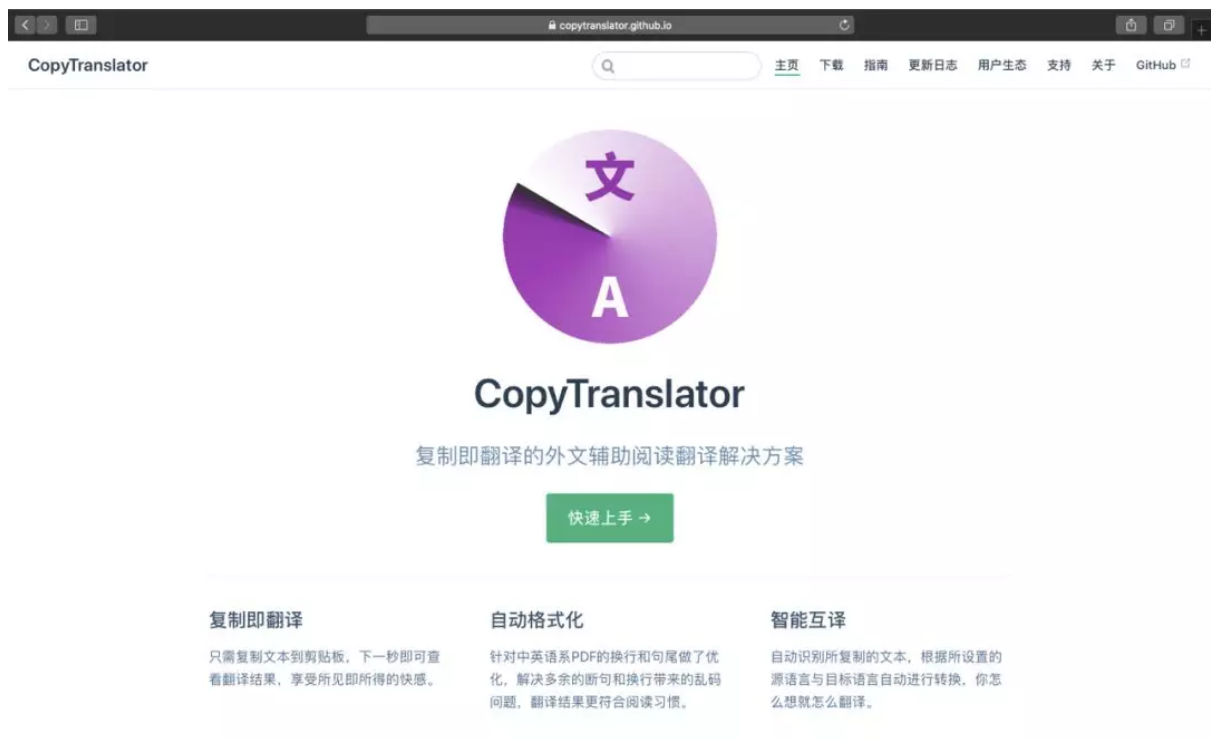 copytranslator.github.io
CopyTranslator
主页 下载 指南 更新日志 用户生态 支持 关于 GitHub
文
A
CopyTranslator
复制即翻译的外文辅助阅读翻译解决方案
快速上手 →
复制即翻译
只需复制文本到剪贴板，下一秒即可查
看翻译结果，享受所见即所得的快感。
自动格式化
针对中英语系PDF的换行和句尾做了优
化，解决多余的断句和换行带来的乱码
问题，翻译结果更符合阅读习惯。
智能互译
自动识别所复制的文本，根据所设置的
源语言与目标语言自动进行转换，你怎
么想就怎么翻译。